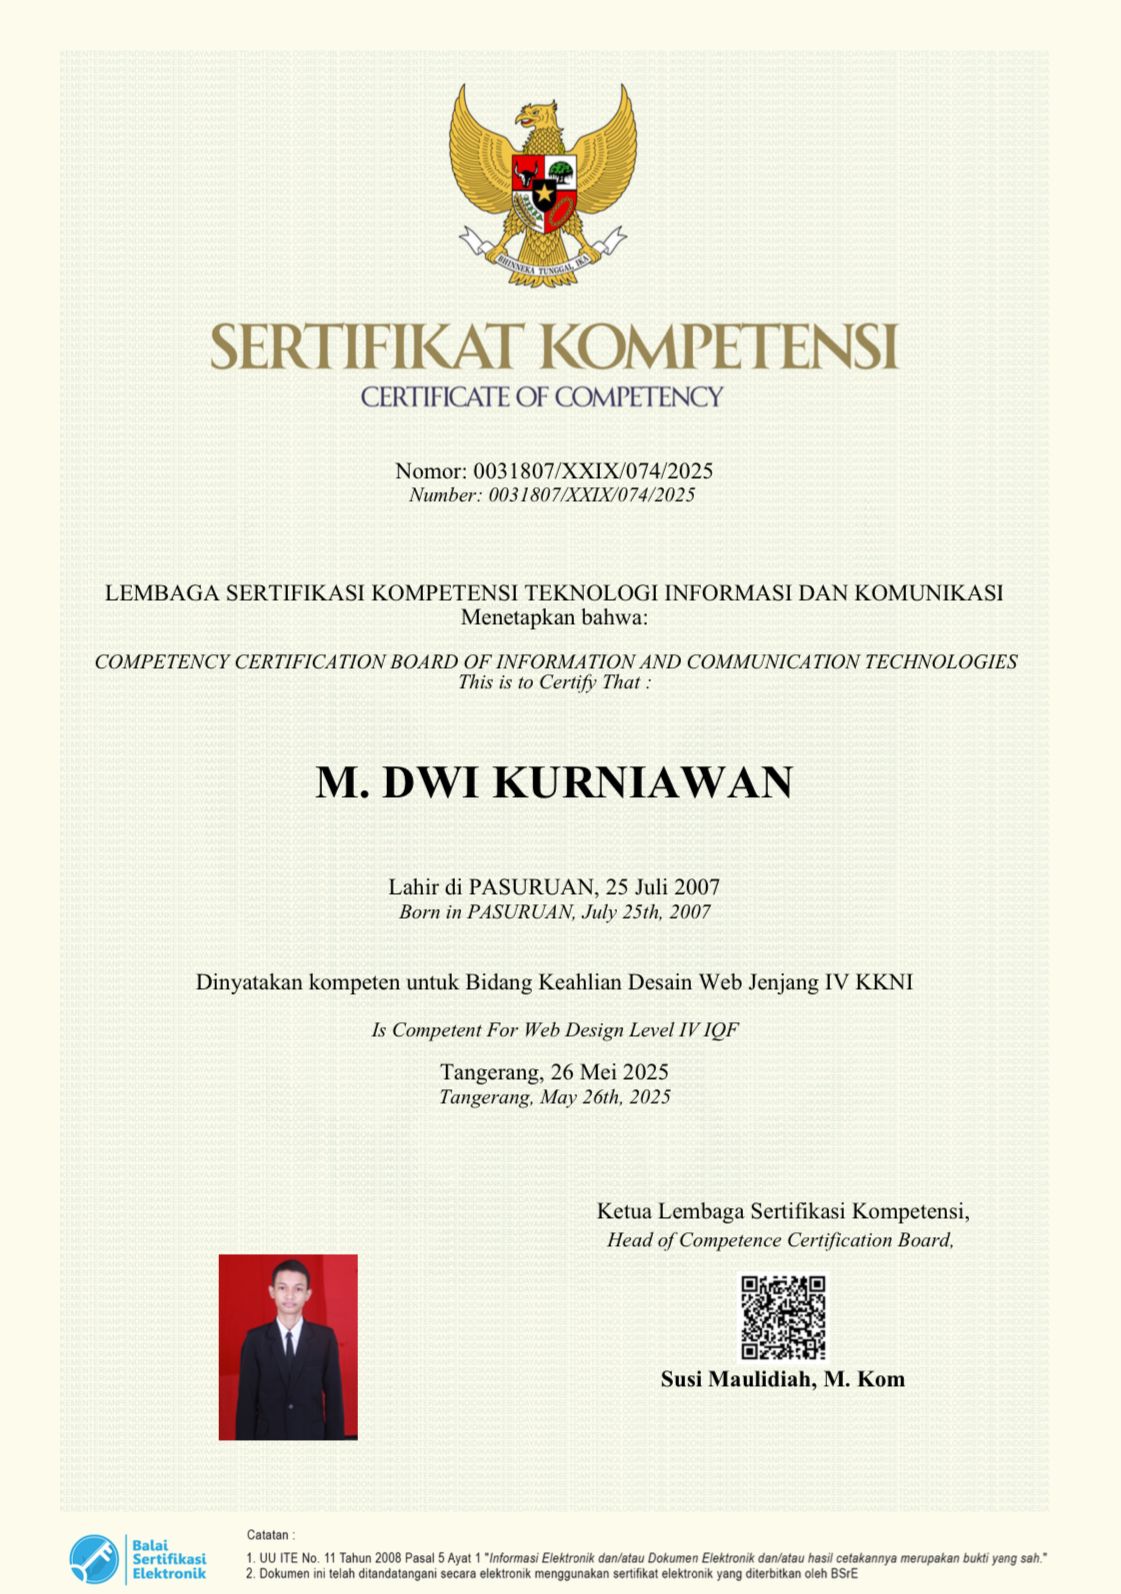 BHINNEKA TUNGGAL IKA
SERTIFIKAT KOMPETENSI
CERTIFICATE OF COMPETENCY
Nomor: 0031807/XXIX/074/2025
Number: 0031807/XXIX/074/2025
LEMBAGA SERTIFIKASI KOMPETENSI TEKNOLOGI INFORMASI DAN KOMUNIKASI
Menetapkan bahwa:
COMPETENCY CERTIFICATION BOARD OF INFORMATION AND COMMUNICATION TECHNOLOGIES
This is to Certify That :
M. DWI KURNIAWAN
Lahir di PASURUAN, 25 Juli 2007
Born in PASURUAN, July 25th, 2007
Dinyatakan kompeten untuk Bidang Keahlian Desain Web Jenjang IV KKNI
Is Competent For Web Design Level IV IQF
Tangerang, 26 Mei 2025
Tangerang, May 26th, 2025
Ketua Lembaga Sertifikasi Kompetensi,
Head of Competence Certification Board,
Susi Maulidiah, M. Kom
Balai
Sertifikasi
Elektronik
Catatan :
1. UU ITE No. 11 Tahun 2008 Pasal 5 Ayat 1 "Informasi Elektronik dan/atau Dokumen Elektronik dan/atau hasil cetakannya merupakan bukti yang sah."
2. Dokumen ini telah ditandatangani secara elektronik menggunakan sertifikat elektronik yang diterbitkan oleh BSrE